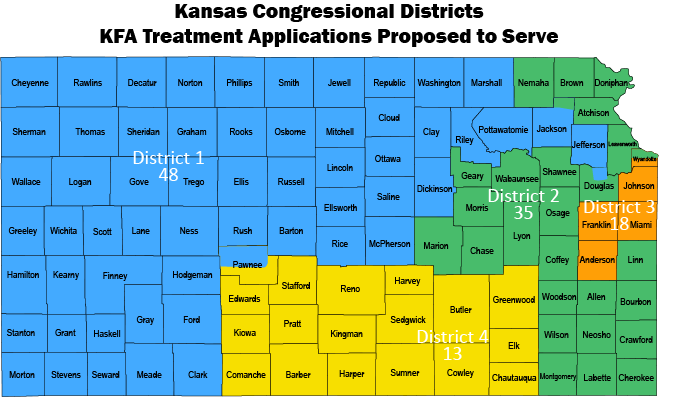 Kansas Congressional Districts
KFA Treatment Applications Proposed to Serve
Cheyenne Rawlins Decatur Norton Phillips Smith Jewell Republic Washington Marshall Nemaha Brown Doniphan
Atchison
Sherman Thomas Sheridan Graham Rooks Osborne Mitchell Cloud Clay Riley Pottawatomie Jackson Jefferson Leavenworth
Wyandotte
District 1
48
Lincoln Ottawa
Wallace Logan Gove Trego Ellis Russell Saline Dickinson Geary Wabaunsee Shawnee Douglas Johnson
District 2
35
District 3
18
Ellsworth Morris Osage
Greeley Wichita Scott Lane Ness Rush Barton Rice McPherson Marion Chase Lyon Franklin Miami
Coffey Anderson Linn
Hamilton Kearny Finney Hodgeman Pawnee Edwards Stafford Reno Harvey Butler Greenwood Woodson Allen Bourbon
Stanton Grant Haskell Gray Ford Kiowa Pratt Kingman Sedgwick Elk Wilson Neosho Crawford
District 4
13
Morton Stevens Seward Meade Clark Comanche Barber Harper Sumner Cowley Chautauqua Montgomery Labette Cherokee